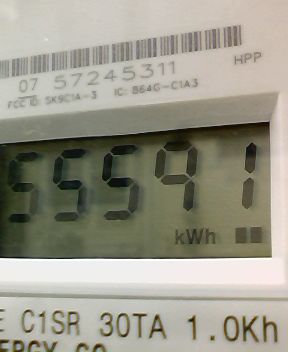 07 57245311 HPP
FCC ID: SK9C1A-3 IC: 864G-C1A3
55591
kWh
C1SR 30TA 1.0Kh